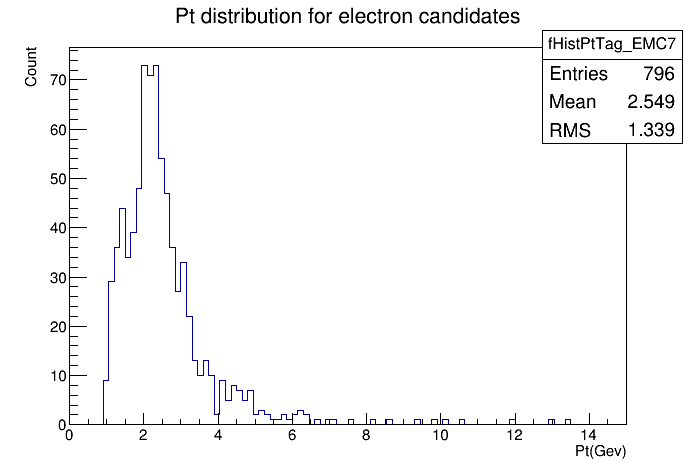 Pt distribution for electron candidates
fHistPtTag_EMC7
Entries 796
Mean 2.549
RMS 1.339
Count
70
60
50
40
30
20
10
0
0 2 4 6 8 10 12 14
Pt(Gev)